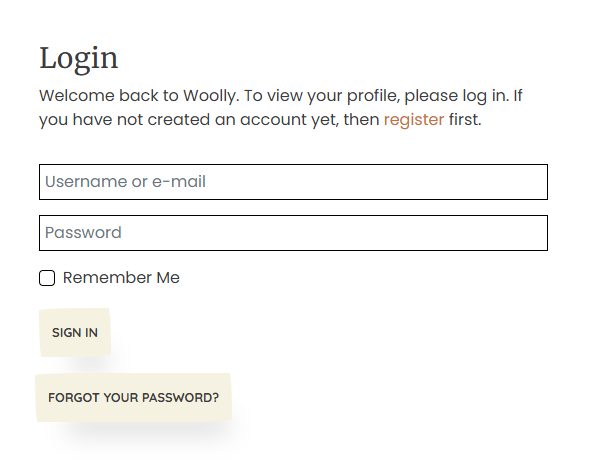 Login
Welcome back to Woolly. To view your profile, please log in. If
you have not created an account yet, then register first.
Username or e-mail
Password
Remember Me
SIGN IN
FORGOT YOUR PASSWORD?